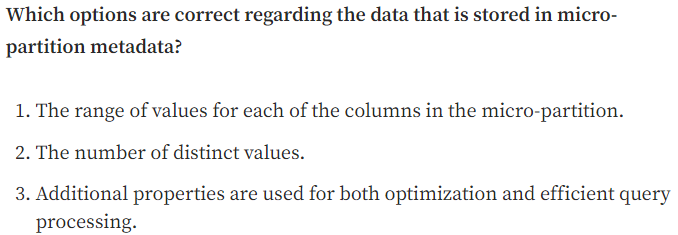 Which options are correct regarding the data that is stored in micro-
partition metadata?
1. The range of values for each of the columns in the micro-partition.
2. The number of distinct values.
3. Additional properties are used for both optimization and efficient query
processing.